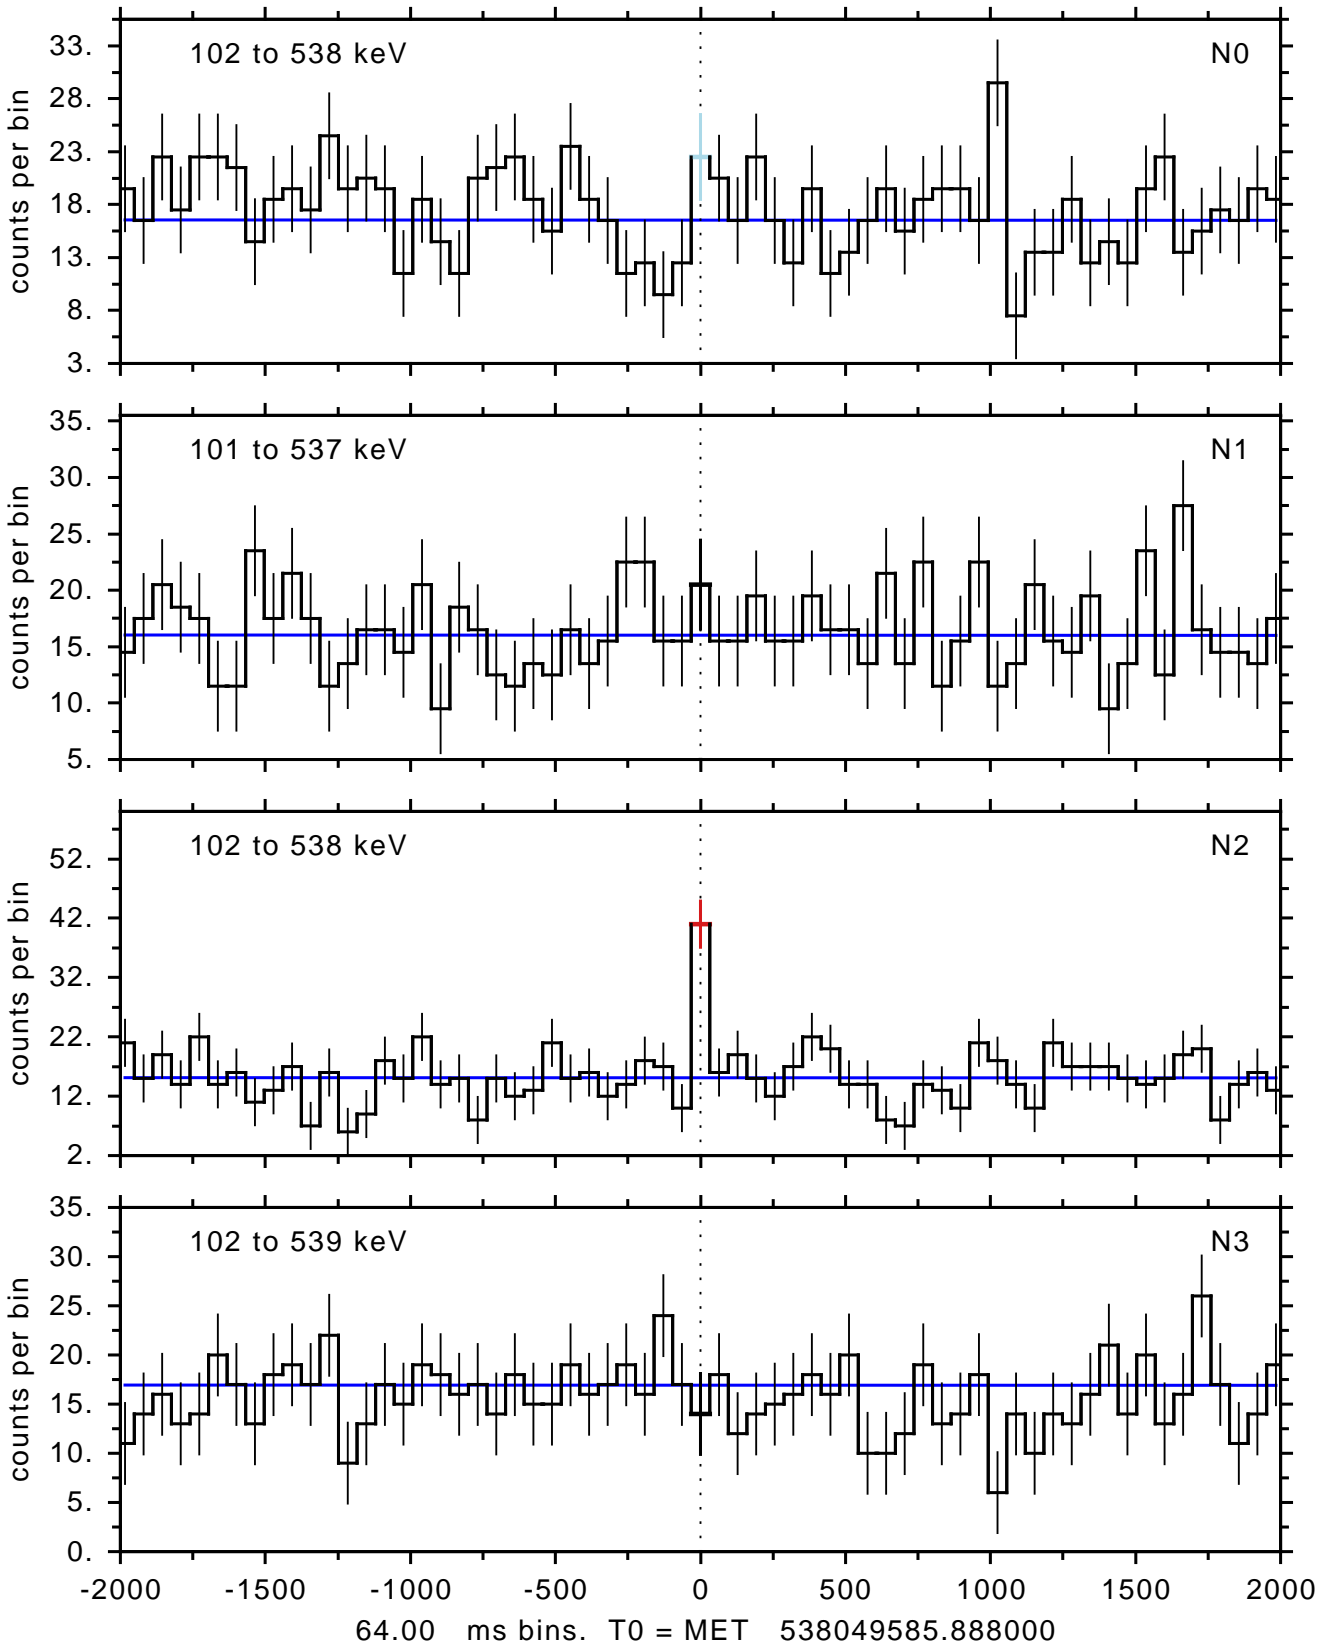 102 to 538 keV N0
counts per bin
33.
28.
23.
18.
13.
8.
3.
101 to 537 keV N1
counts per bin
35.
30.
25.
20.
15.
10.
5.
102 to 538 keV N2
counts per bin
52.
42.
32.
22.
12.
2.
102 to 539 keV N3
counts per bin
35.
30.
25.
20.
15.
10.
5.
0.
-2000 -1500 -1000 -500 0 500 1000 1500 2000
64.00 ms bins. T0 = MET 538049585.888000